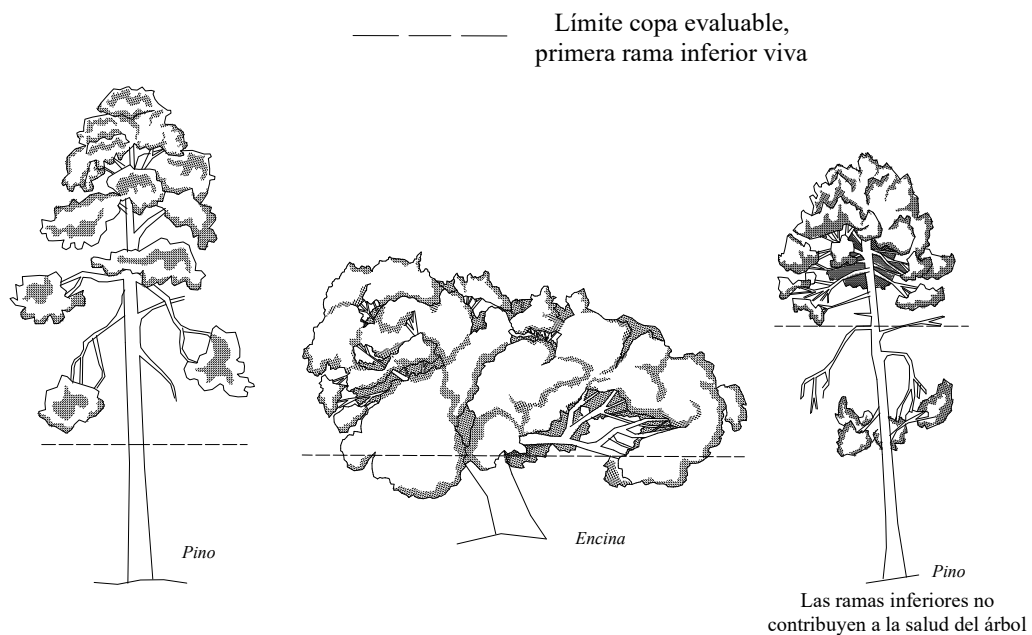 Límite copa evaluable,
primera rama inferior viva
Pino
Encina
Pino
Las ramas inferiores no
contribuyen a la salud del árbol